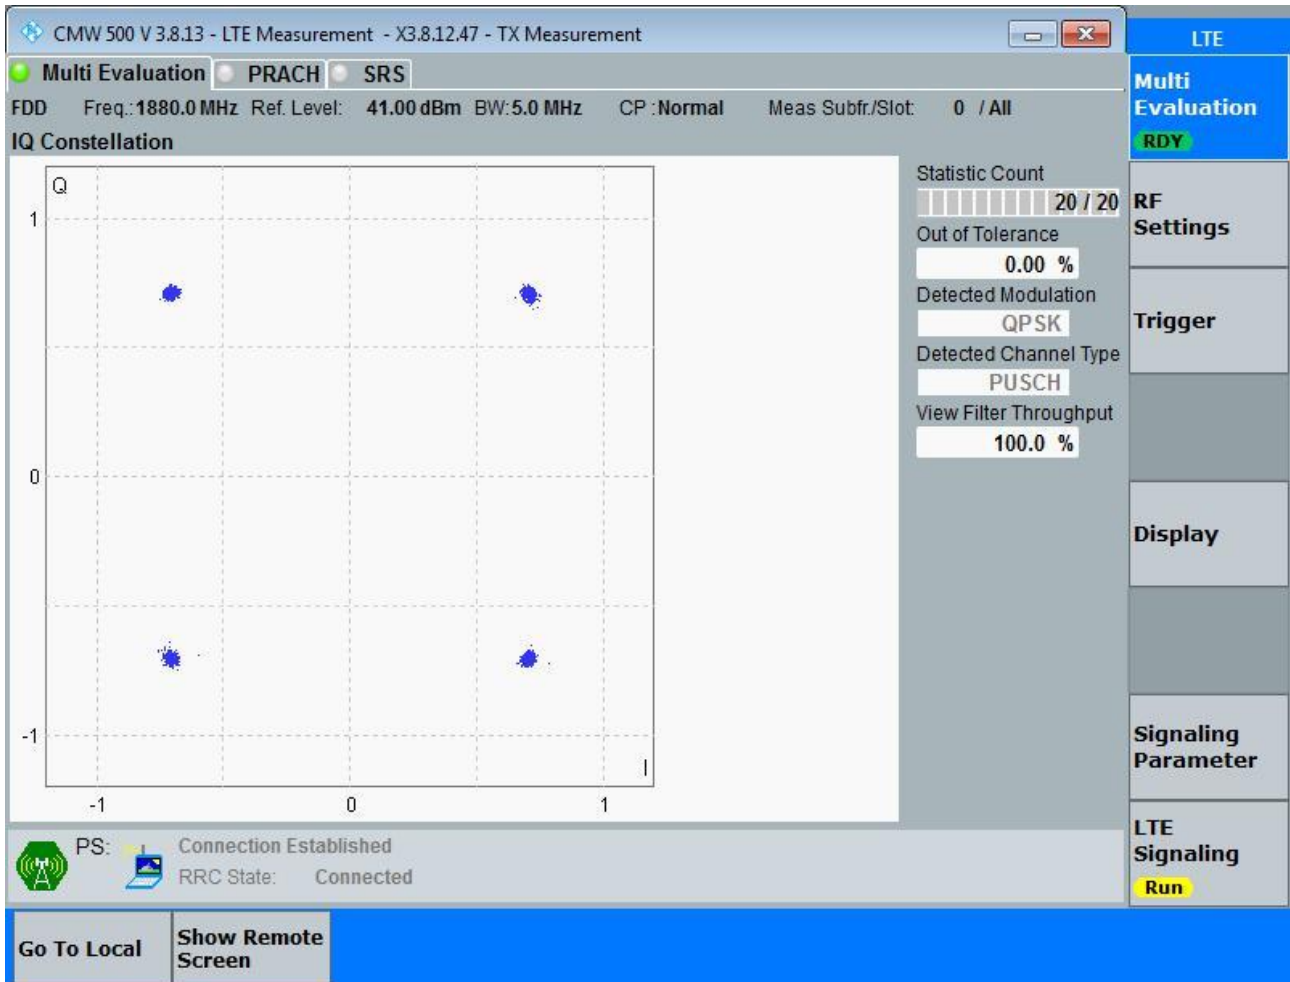 CMW 500 V 3.8.13 - LTE Measurement - X3.8.12.47 - TX Measurement
LTE
Multi Evaluation PRACH SRS
FDD Freq.:1880.0 MHz Ref. Level: 41.00 dBm BW:5.0 MHz CP :Normal Meas Subfr./Slot: 0 / All
IQ Constellation
Q
1
0
-1
-1 0 1
I
Statistic Count
20 / 20
Out of Tolerance
0.00 %
Detected Modulation
QPSK
Detected Channel Type
PUSCH
View Filter Throughput
100.0 %
Multi
Evaluation
RDY
RF
Settings
Trigger
Display
Signaling
Parameter
LTE
Signaling
Run
PS: Connection Established
RRC State: Connected
Go To Local
Show Remote
Screen